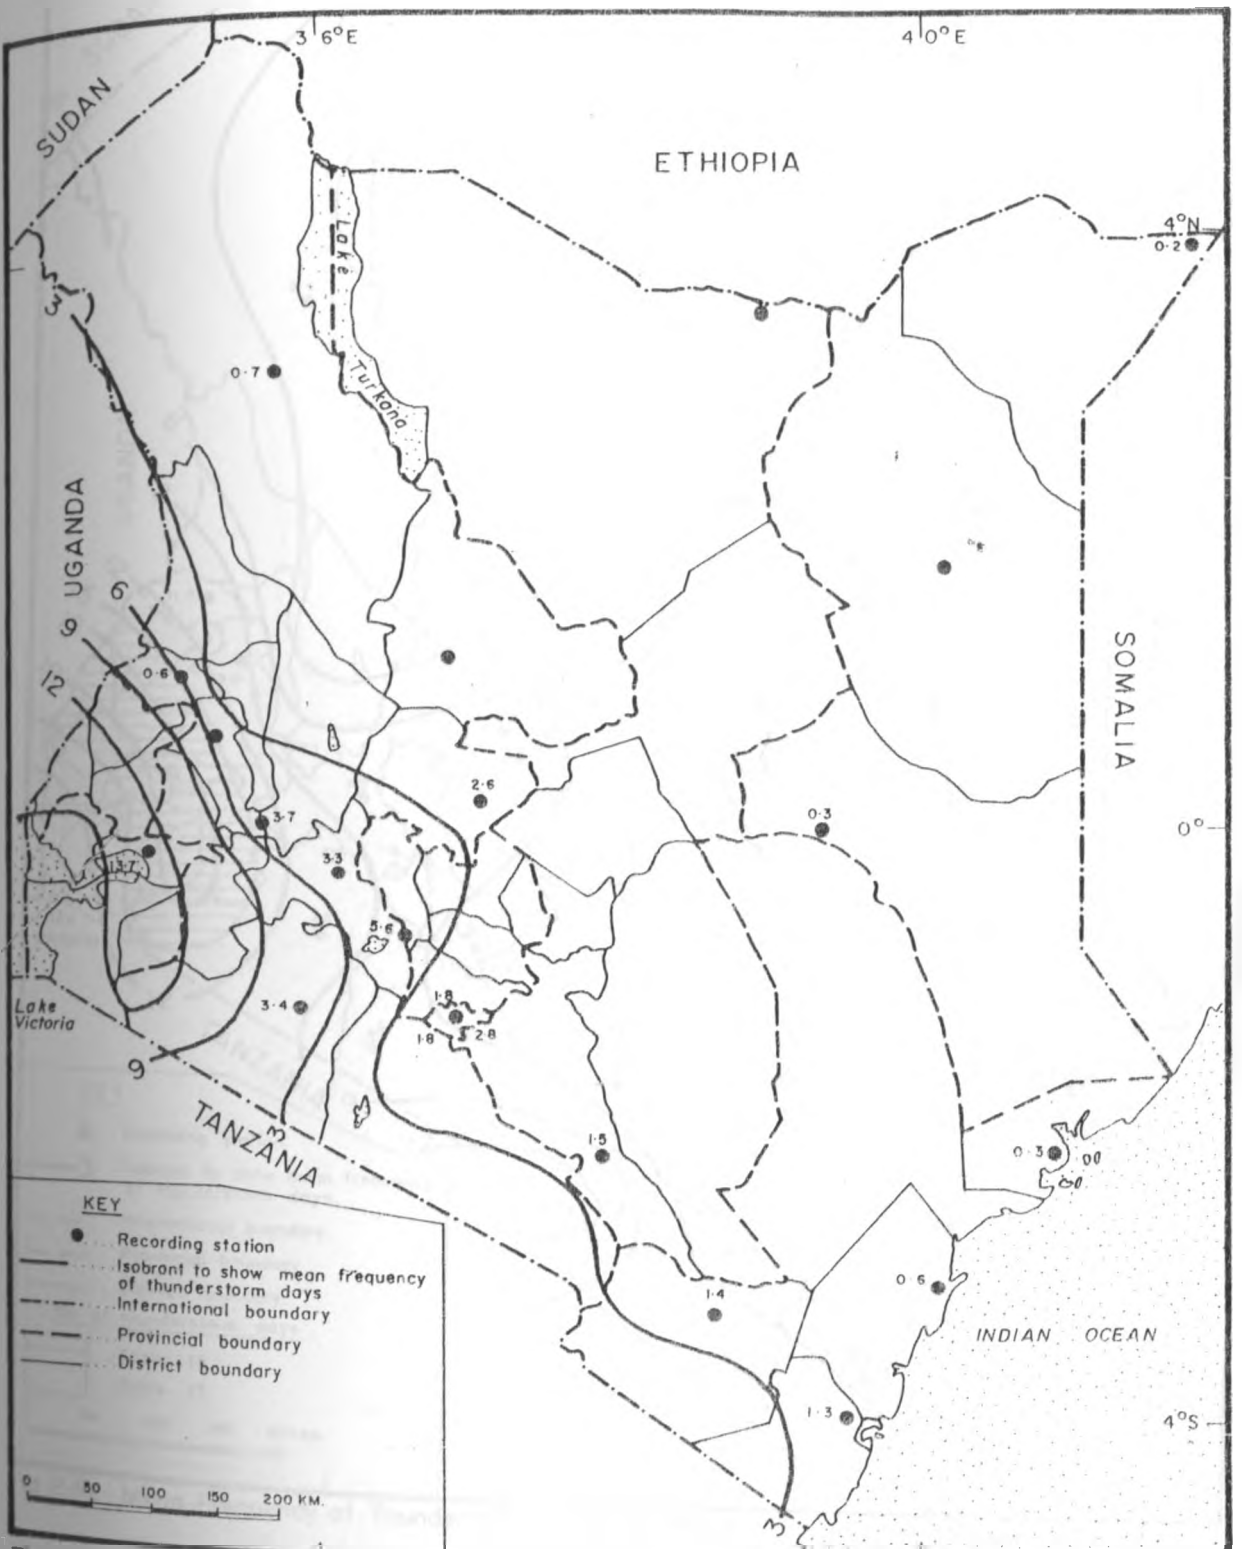 36°E
40°E
SUDAN
ETHIOPIA
4°N
0·2
Lake
Turkana
3
0·7
UGANDA
6
9
12
0·6
SOMALIA
2·6
3·7
0·3
0°
3·3
13·7
5·6
Lake
Victoria
3·4
1·8
1·8
2·8
9
3
TANZANIA
1·5
0·3
KEY
Recording station
Isobront to show mean frequency
of thunderstorm days
International boundary
Provincial boundary
District boundary
0·6
1·4
INDIAN OCEAN
1·3
4°S
0 50 100 150 200 KM.
3